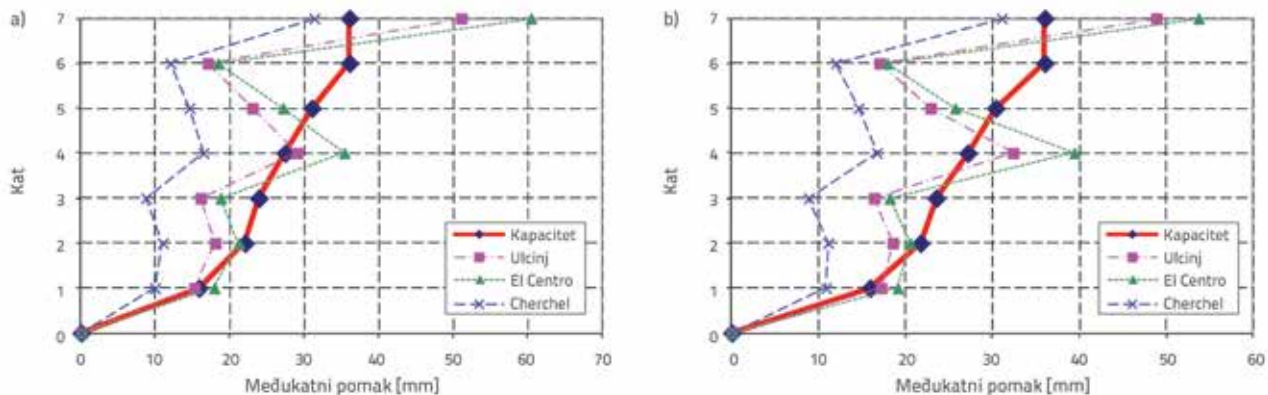 a)
Kat
7
6
5
4
3
2
1
0
0 10 20 30 40 50 60 70
Međukatni pomak [mm]
Kapacitet
Ulcinj
El Centro
Cherchel
b)
Kat
7
6
5
4
3
2
1
0
0 10 20 30 40 50 60
Međukatni pomak [mm]
Kapacitet
Ulcinj
El Centro
Cherchel